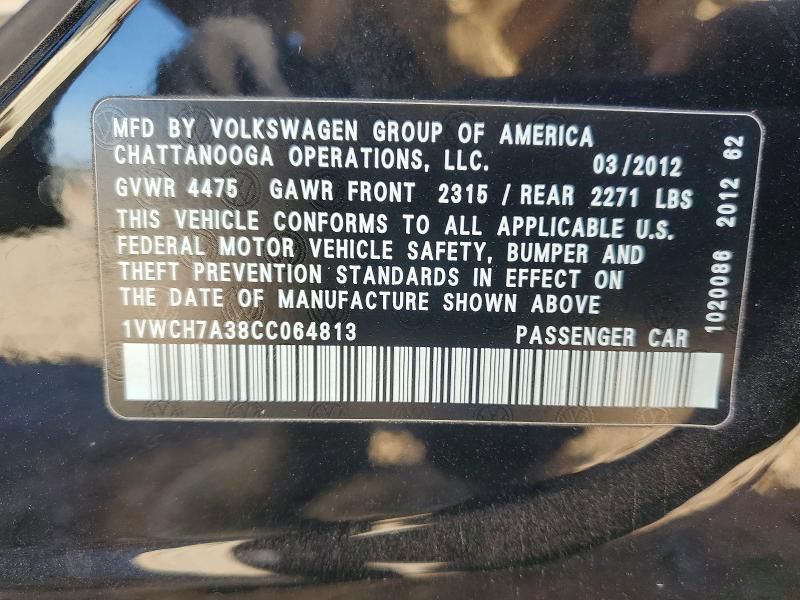 MFD BY VOLKSWAGEN GROUP OF AMERICA
CHATTANOOGA OPERATIONS, LLC. 03/2012
GVWR 4475 GAWR FRONT 2315 / REAR 2271 LBS
THIS VEHICLE CONFORMS TO ALL APPLICABLE U.S.
FEDERAL MOTOR VEHICLE SAFETY, BUMPER AND
THEFT PREVENTION STANDARDS IN EFFECT ON
THE DATE OF MANUFACTURE SHOWN ABOVE
1VWCH7A38CC064813 PASSENGER CAR
1020086 2012 62